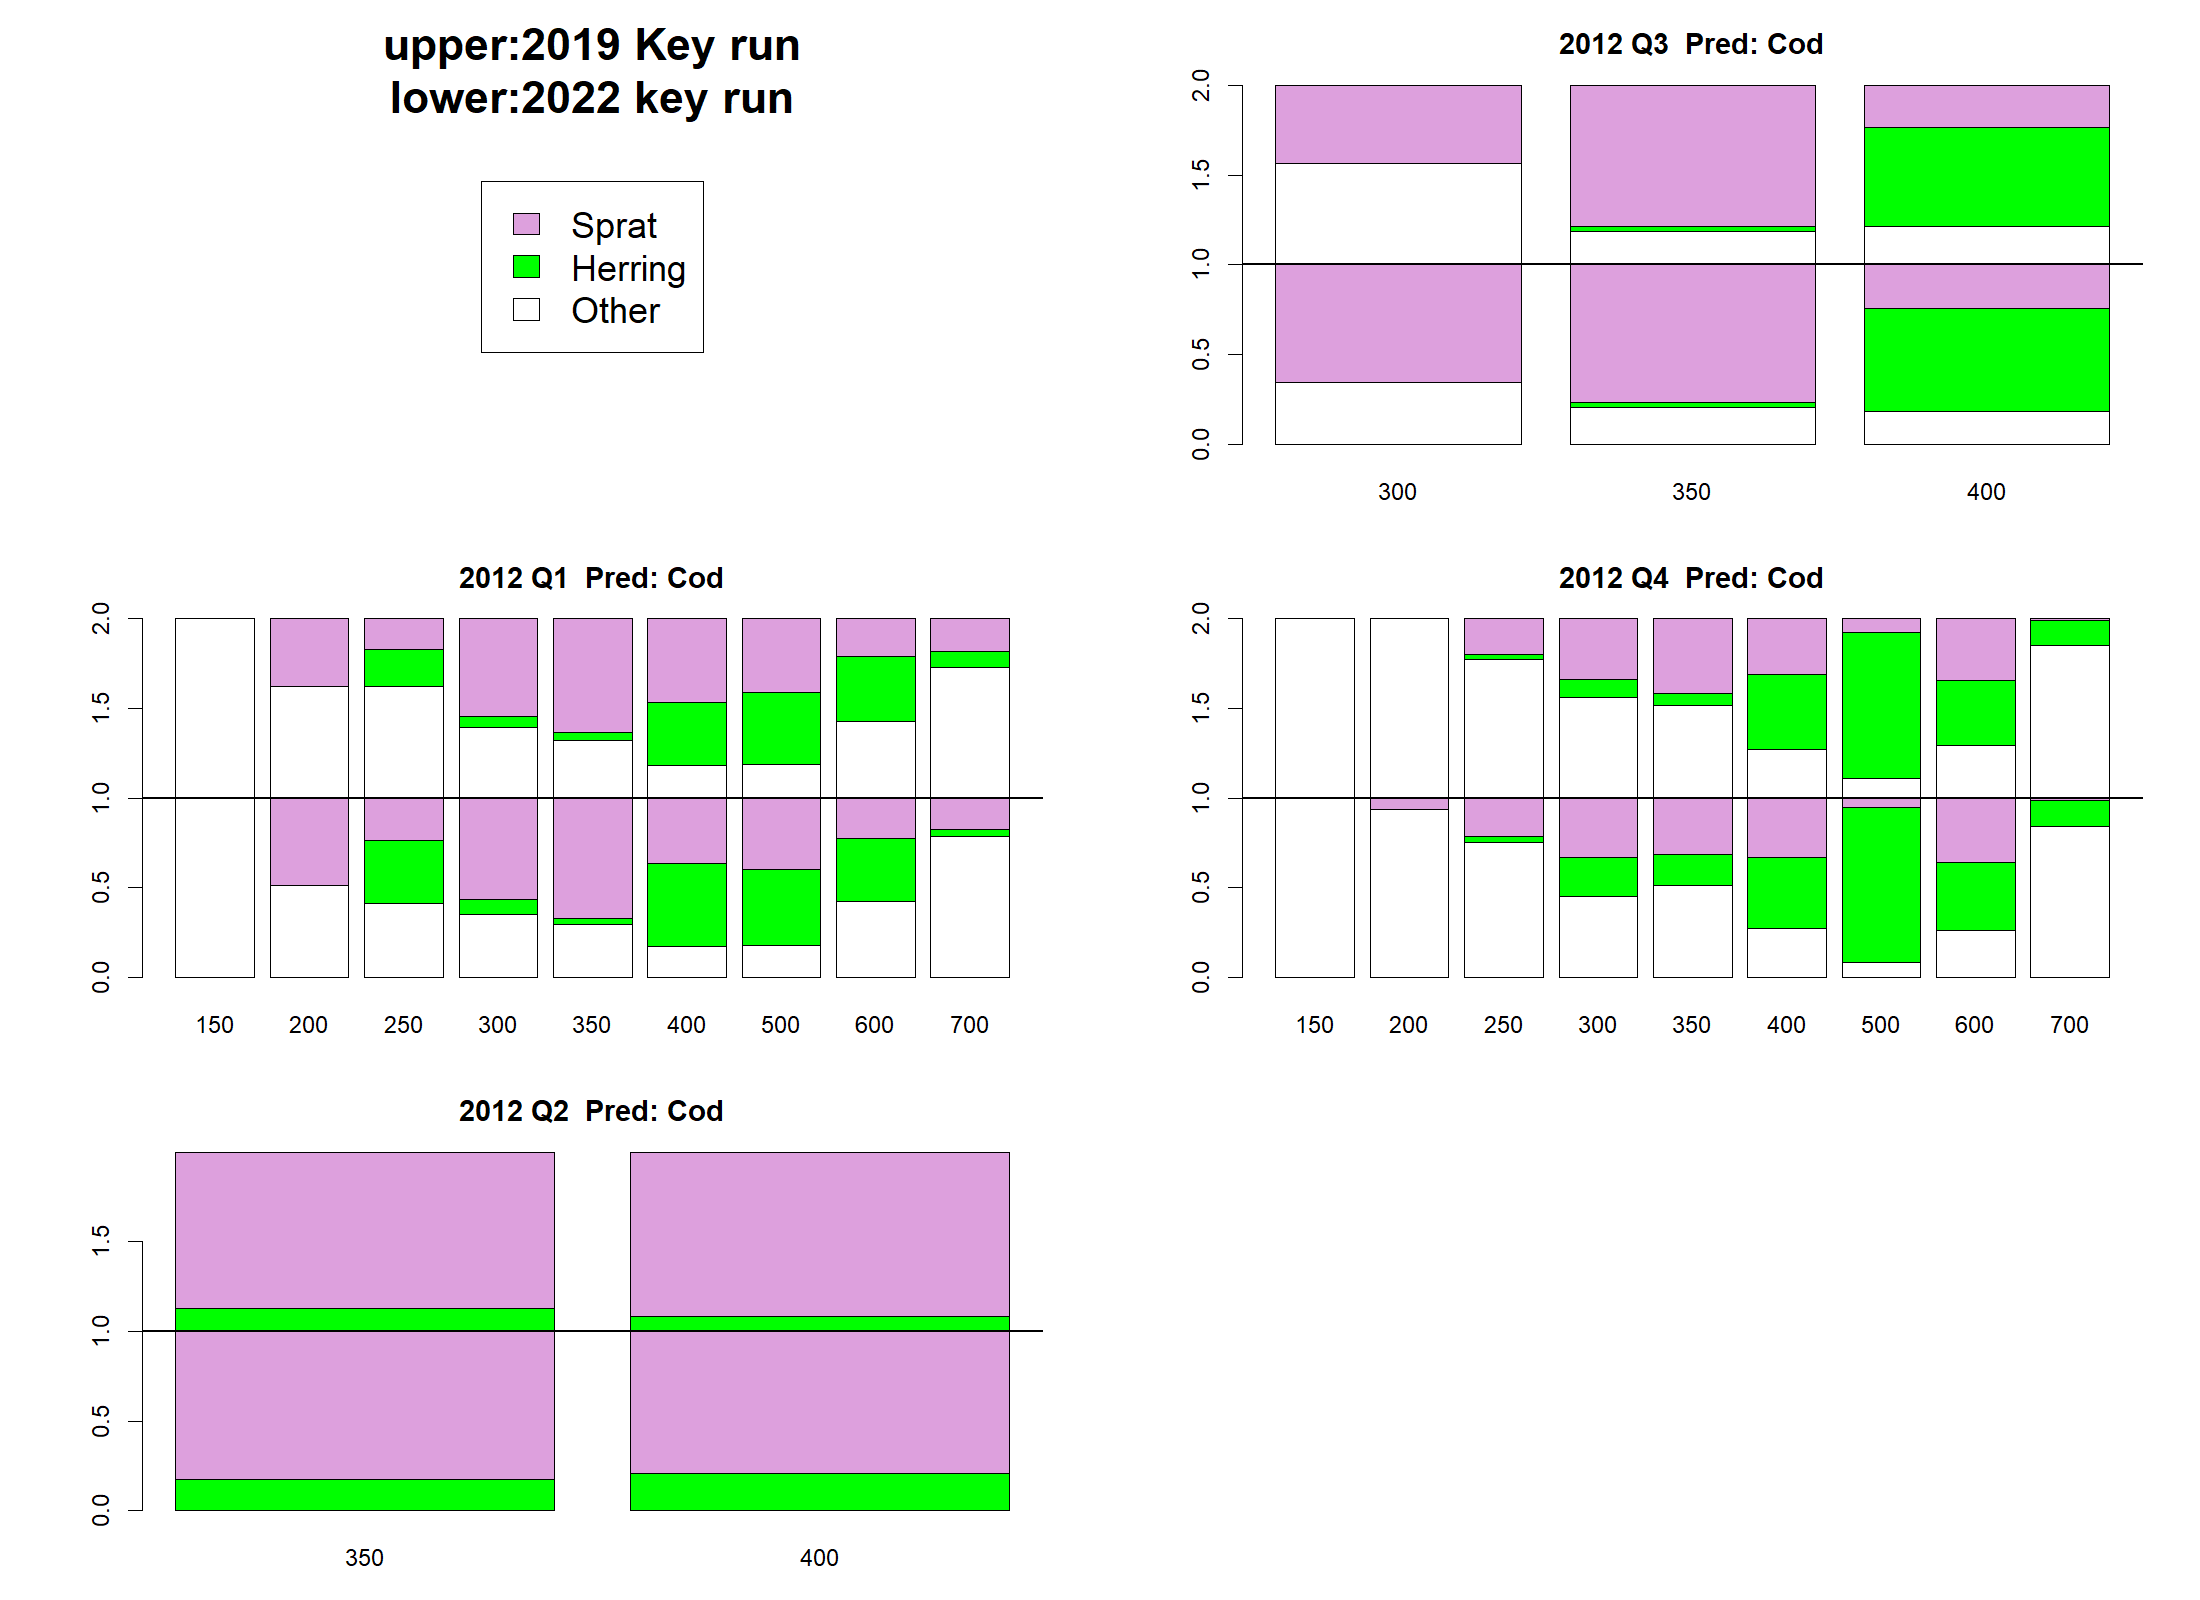 upper:2019 Key run
lower:2022 key run
Sprat
Herring
Other
2012 Q3  Pred: Cod
2.0
1.5
1.0
0.5
0.0
300 350 400
2012 Q1  Pred: Cod
2.0
1.5
1.0
0.5
0.0
150 200 250 300 350 400 500 600 700
2012 Q4  Pred: Cod
2.0
1.5
1.0
0.5
0.0
150 200 250 300 350 400 500 600 700
2012 Q2  Pred: Cod
1.5
1.0
0.5
0.0
350 400